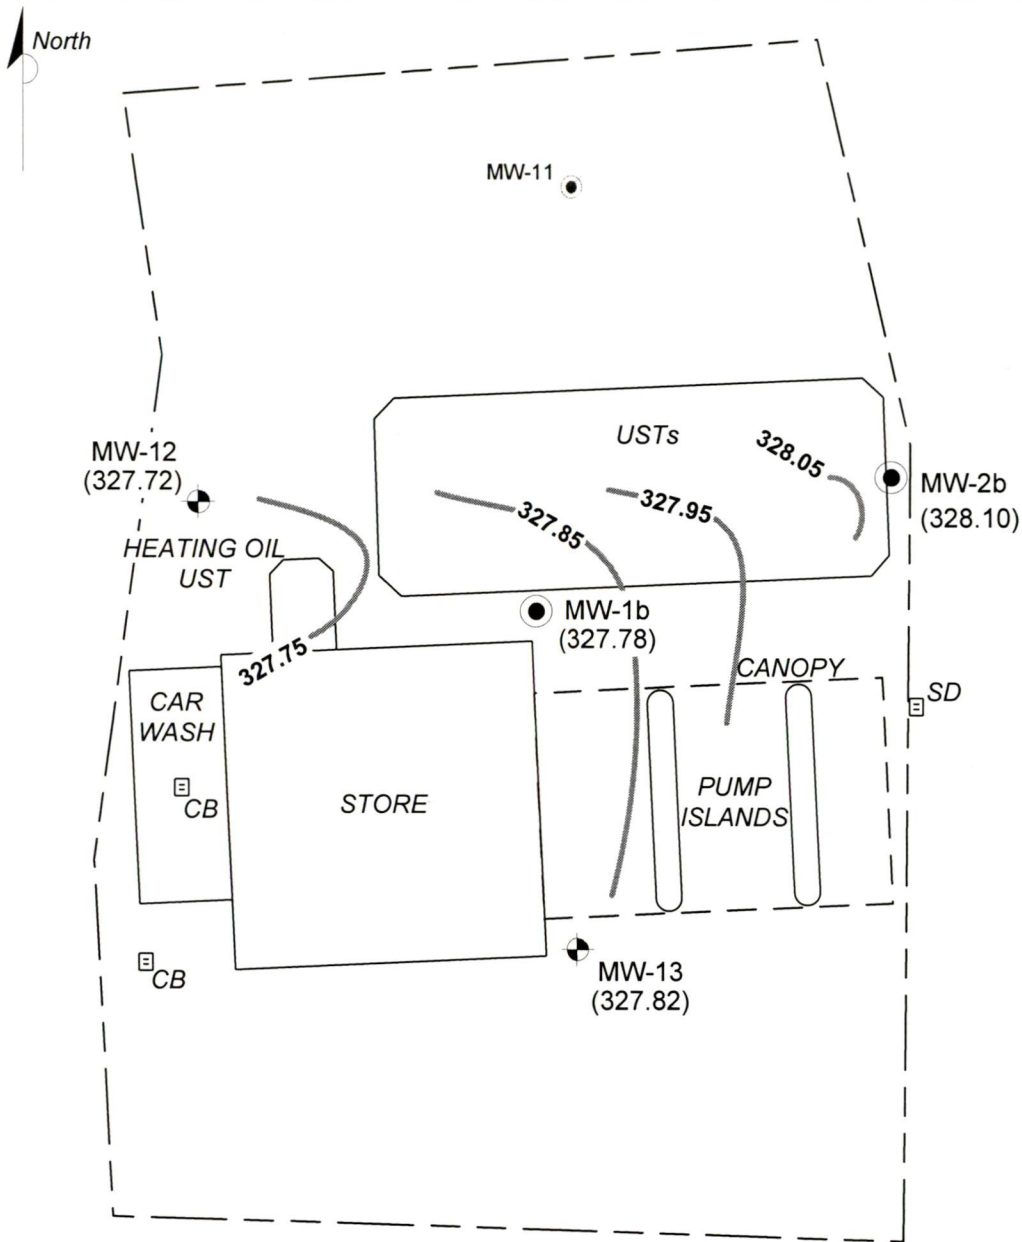 North
MW-11
USTs
328.05
MW-12
(327.72)
MW-2b
(328.10)
327.95
327.85
HEATING OIL
UST
MW-1b
(327.78)
327.75
CANOPY
CAR
WASH
SD
CB
STORE
PUMP
ISLANDS
MW-13
(327.82)
CB